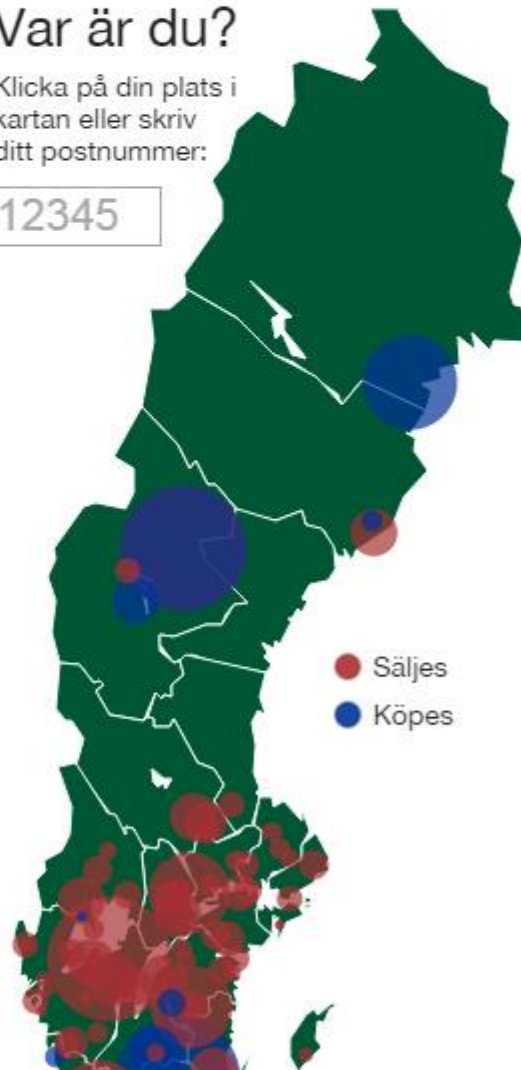 Var är du?
Klicka på din plats i
kartan eller skriv
ditt postnummer:
12345
Säljes
Köpes